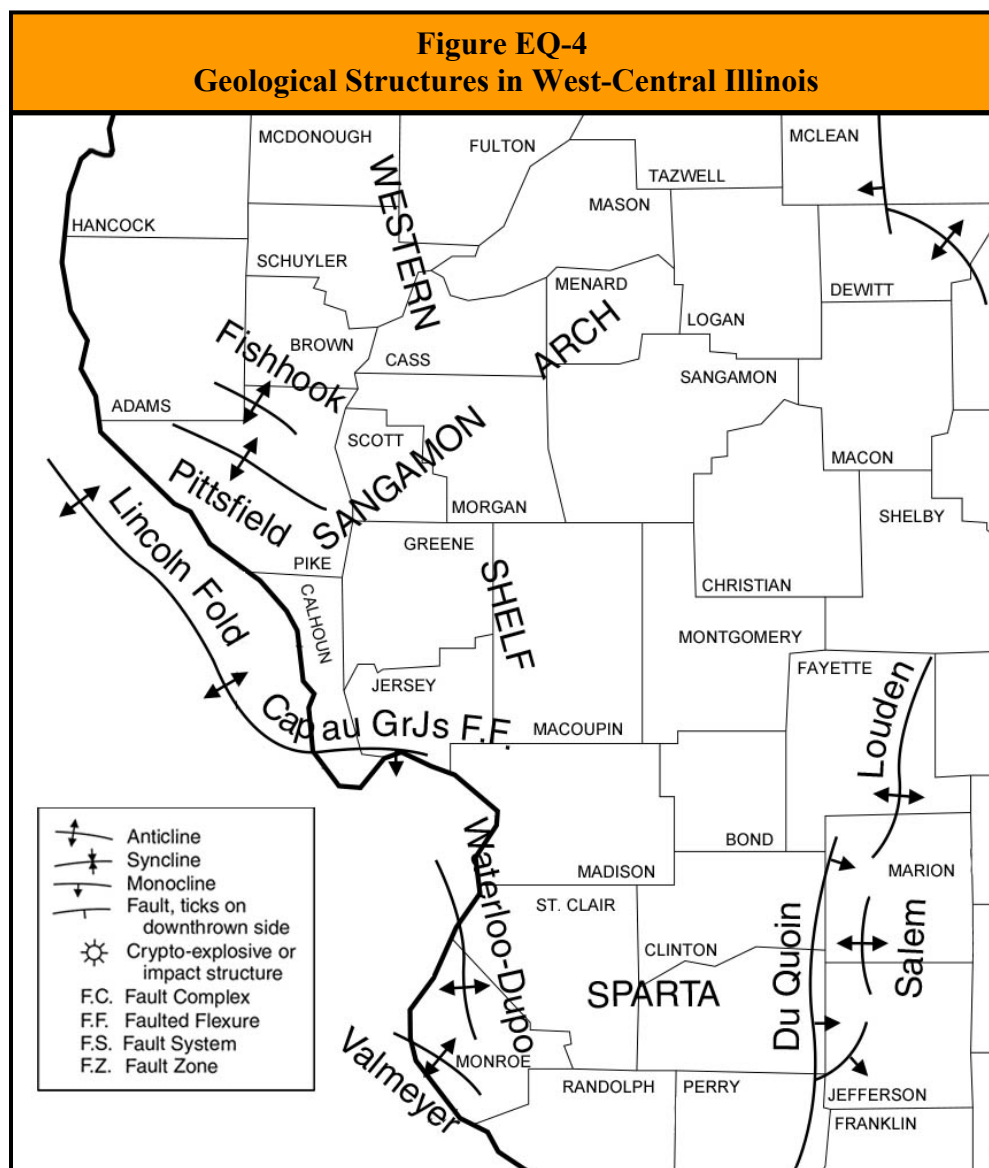 Figure EQ-4
Geological Structures in West-Central Illinois
MCDONOUGH
FULTON
MCLEAN
TAZWELL
WESTERN
MASON
HANCOCK
SCHUYLER
MENARD
DEWITT
LOGAN
ARCH
Fishhook
BROWN
CASS
SANGAMON
ADAMS
SCOTT
MACON
Pittsfield
SANGAMON
MORGAN
SHELBY
Lincoln Fold
GREENE
PIKE
SHELF
CHRISTIAN
CALHOUN
MONTGOMERY
FAYETTE
JERSEY
Louden
Cap au GrJs F.F.
MACOUPIN
BOND
Waterloo-Dupo
MADISON
MARION
ST. CLAIR
CLINTON
Salem
SPARTA
Du Quoin
Valmeyer
MONROE
RANDOLPH
PERRY
JEFFERSON
FRANKLIN
Anticline
Syncline
Monocline
Fault, ticks on
downthrown side
Crypto-explosive or
impact structure
F.C. Fault Complex
F.F. Faulted Flexure
F.S. Fault System
F.Z. Fault Zone